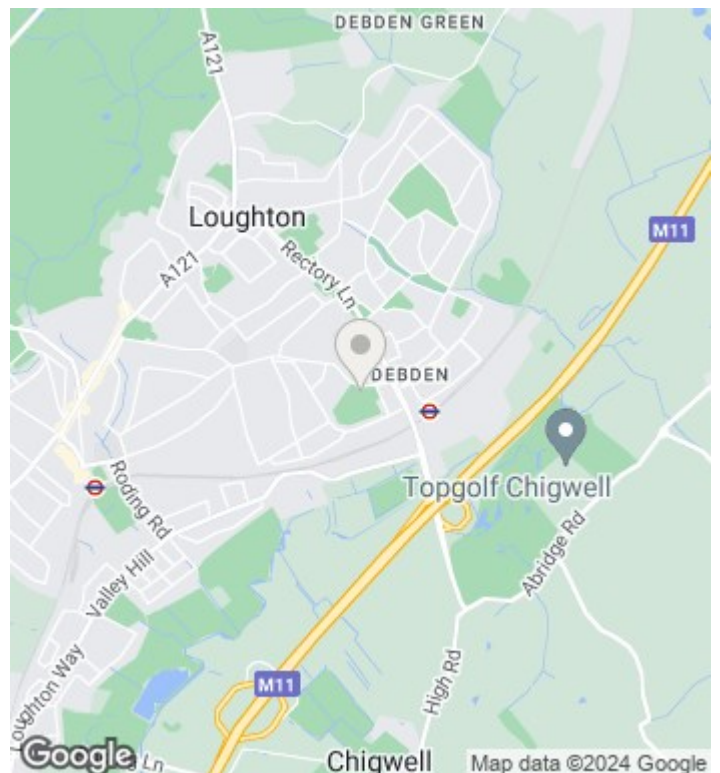 DEBDEN GREEN
A121
Loughton
M11
A121
Rectory Ln
DEBDEN
Topgolf Chigwell
Roding Rd
Abridge Rd
Valley Hill
Loughton Way
M11
High Rd
Google
Ln
Chigwell
Map data ©2024 Google